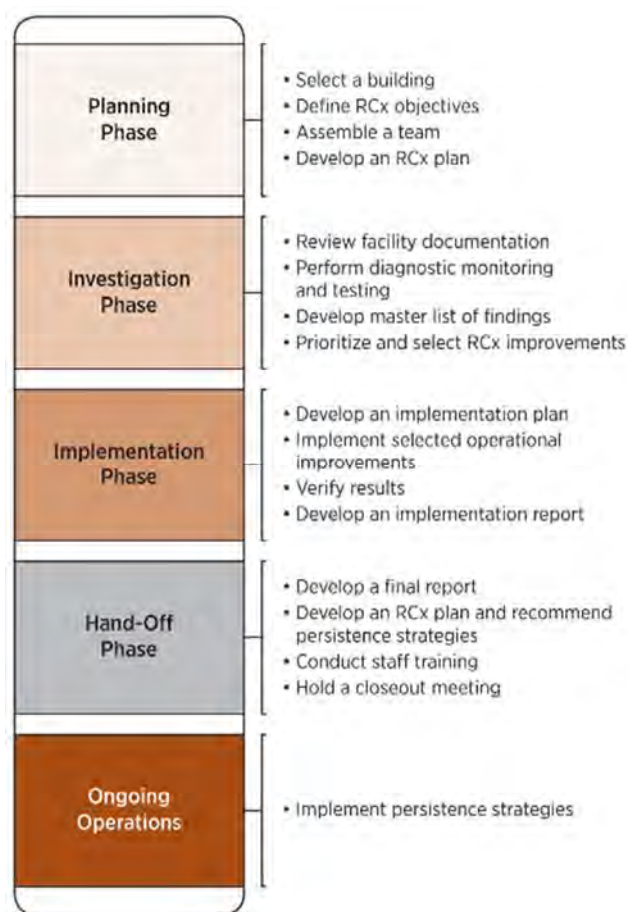 Planning
Phase
• Select a building
• Define RCx objectives
• Assemble a team
• Develop an RCx plan
Investigation
Phase
• Review facility documentation
• Perform diagnostic monitoring
and testing
• Develop master list of findings
• Prioritize and select RCx improvements
Implementation
Phase
• Develop an implementation plan
• Implement selected operational
improvements
• Verify results
• Develop an implementation report
Hand-Off
Phase
• Develop a final report
• Develop an RCx plan and recommend
persistence strategies
• Conduct staff training
• Hold a closeout meeting
Ongoing
Operations
• Implement persistence strategies